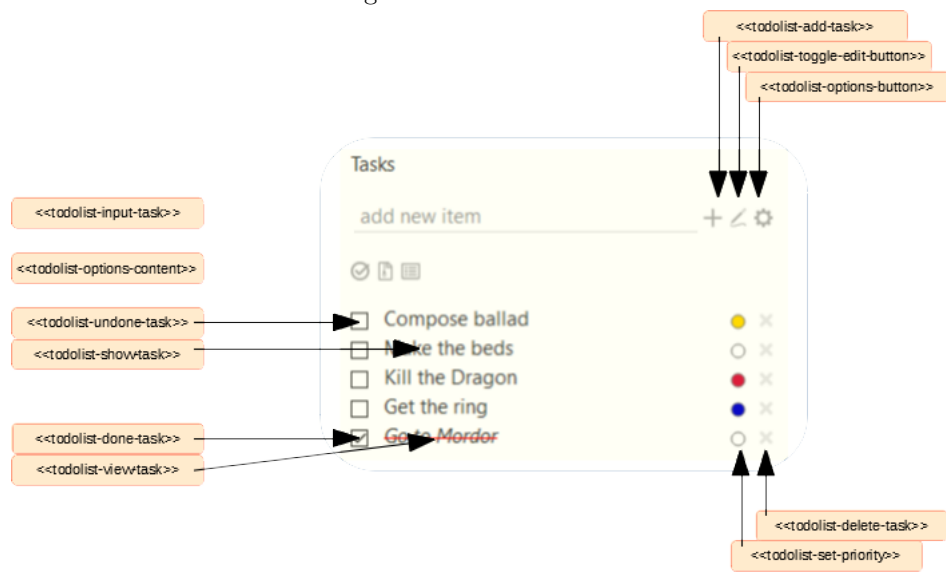 <<todolist-add-task>>
<<todolist-toggle-edit-button>>
<<todolist-options-button>>
Tasks
<<todolist-input-task>>
add new item
<<todolist-options-content>>
<<todolist-undone-task>>
Compose ballad
<<todolist-show-task>>
Make the beds
Kill the Dragon
Get the ring
<<todolist-done-task>>
Go to Mordor
<<todolist-view-task>>
<<todolist-delete-task>>
<<todolist-set-priority>>